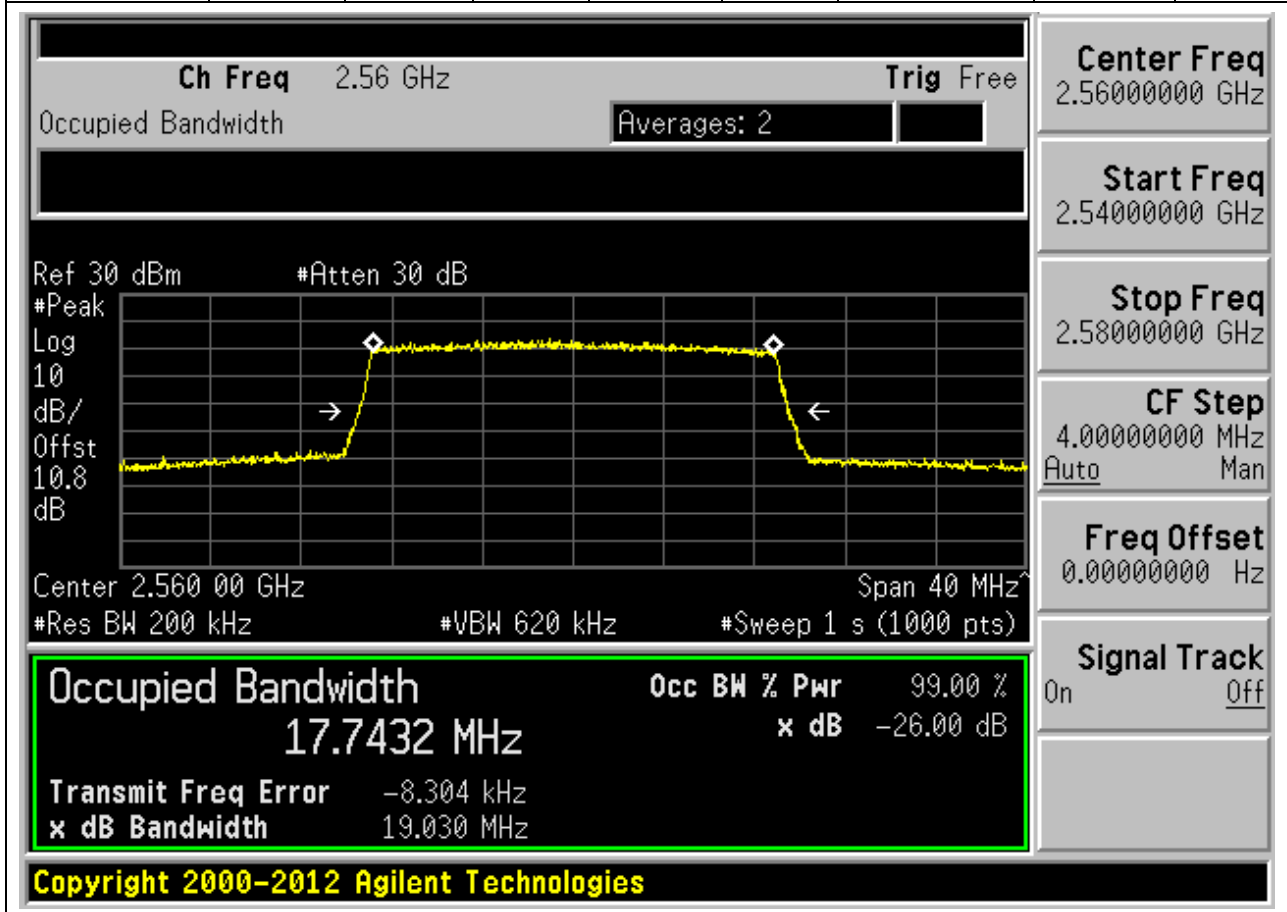 Ch Freq 2.56 GHz Trig Free
Occupied Bandwidth Averages: 2
Ref 30 dBm #Atten 30 dB
#Peak
Log
10
dB/
Offst
10.8
dB
Center 2.560 00 GHz Span 40 MHz^
#Res BW 200 kHz #VBW 620 kHz #Sweep 1 s (1000 pts)
Occupied Bandwidth Occ BW % Pwr 99.00 %
17.7432 MHz x dB -26.00 dB
Transmit Freq Error -8.304 kHz
x dB Bandwidth 19.030 MHz
Copyright 2000-2012 Agilent Technologies
Center Freq
2.56000000 GHz
Start Freq
2.54000000 GHz
Stop Freq
2.58000000 GHz
CF Step
4.00000000 MHz
Auto Man
Freq Offset
0.00000000 Hz
Signal Track
On Off